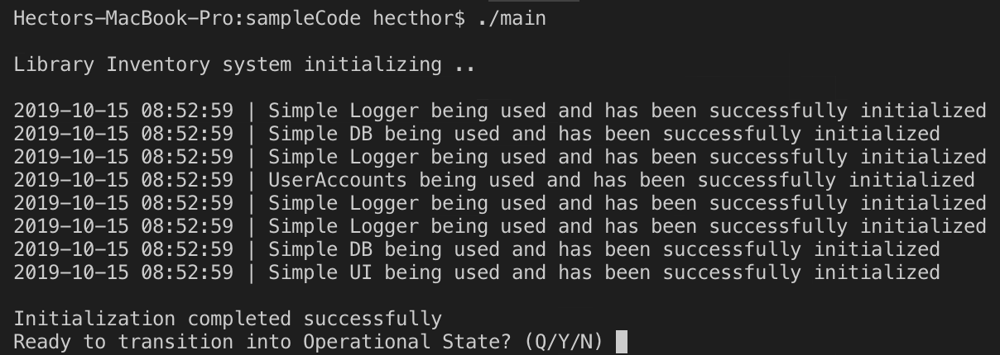 Hectors-MacBook-Pro:sampleCode hecthor$ ./main
Library Inventory system initializing ..
2019-10-15 08:52:59 | Simple Logger being used and has been successfully initialized
2019-10-15 08:52:59 | Simple DB being used and has been successfully initialized
2019-10-15 08:52:59 | Simple Logger being used and has been successfully initialized
2019-10-15 08:52:59 | UserAccounts being used and has been successfully initialized
2019-10-15 08:52:59 | Simple Logger being used and has been successfully initialized
2019-10-15 08:52:59 | Simple Logger being used and has been successfully initialized
2019-10-15 08:52:59 | Simple DB being used and has been successfully initialized
2019-10-15 08:52:59 | Simple UI being used and has been successfully initialized
Initialization completed successfully
Ready to transition into Operational State? (Q/Y/N)